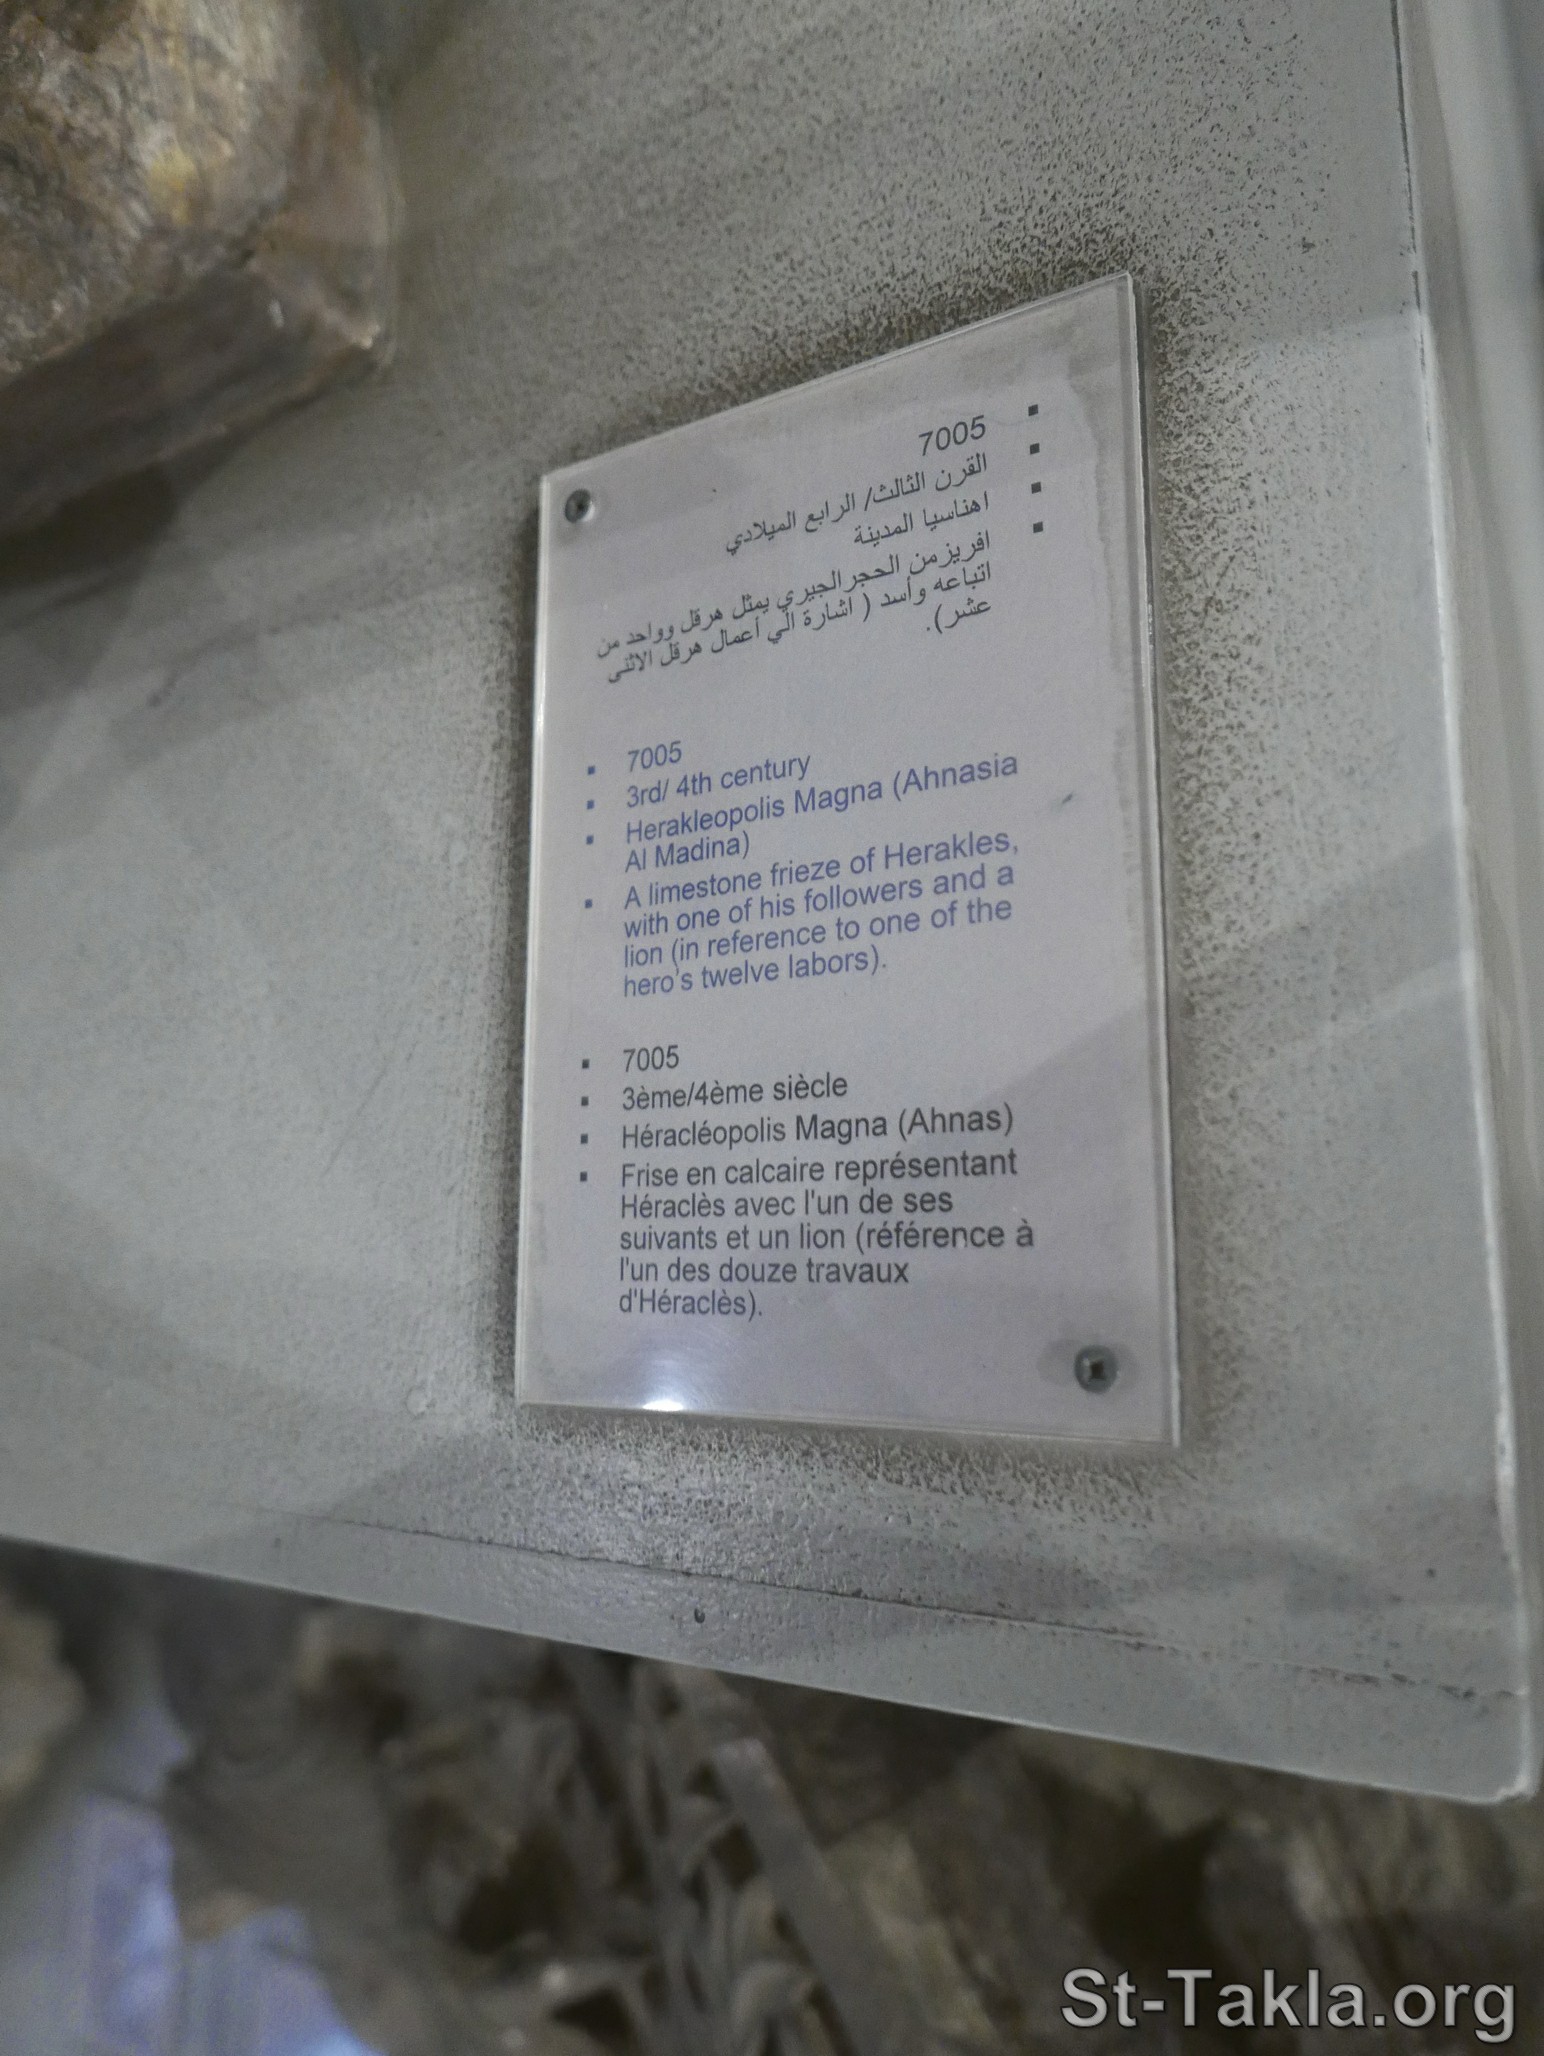 ▪ 7005
▪ القرن الثالث/ الرابع الميلادي
▪ اهناسيا المدينة
▪ افريز من الحجر الجيري يمثل هرقل وواحد من
اتباعه وأسد ( اشارة الي أعمال هرقل الاثنى
عشر).
▪ 7005
▪ 3rd/ 4th century
▪ Herakleopolis Magna (Ahnasia
Al Madina)
▪ A limestone frieze of Herakles,
with one of his followers and a
lion (in reference to one of the
hero's twelve labors).
▪ 7005
▪ 3ème/4ème siècle
▪ Héracléopolis Magna (Ahnas)
▪ Frise en calcaire représentant
Héraclès avec l'un de ses
suivants et un lion (référence à
l'un des douze travaux
d'Héraclès).
St-Takla.org